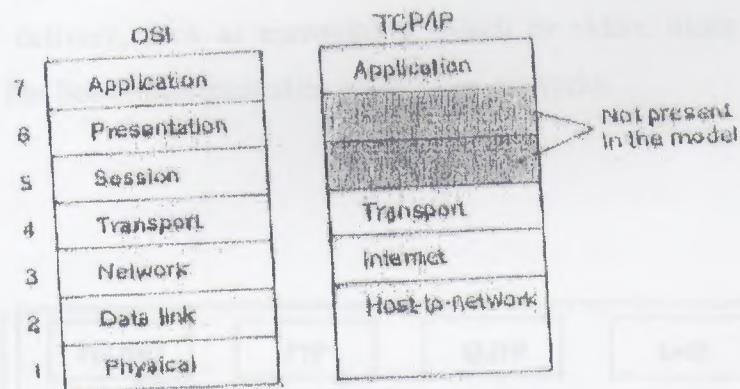 OSI
TCP/IP
7 Application
6 Presentation
5 Session
4 Transport
3 Network
2 Data link
1 Physical
Application
Transport
Internet
Host-to-network
Not present
in the model